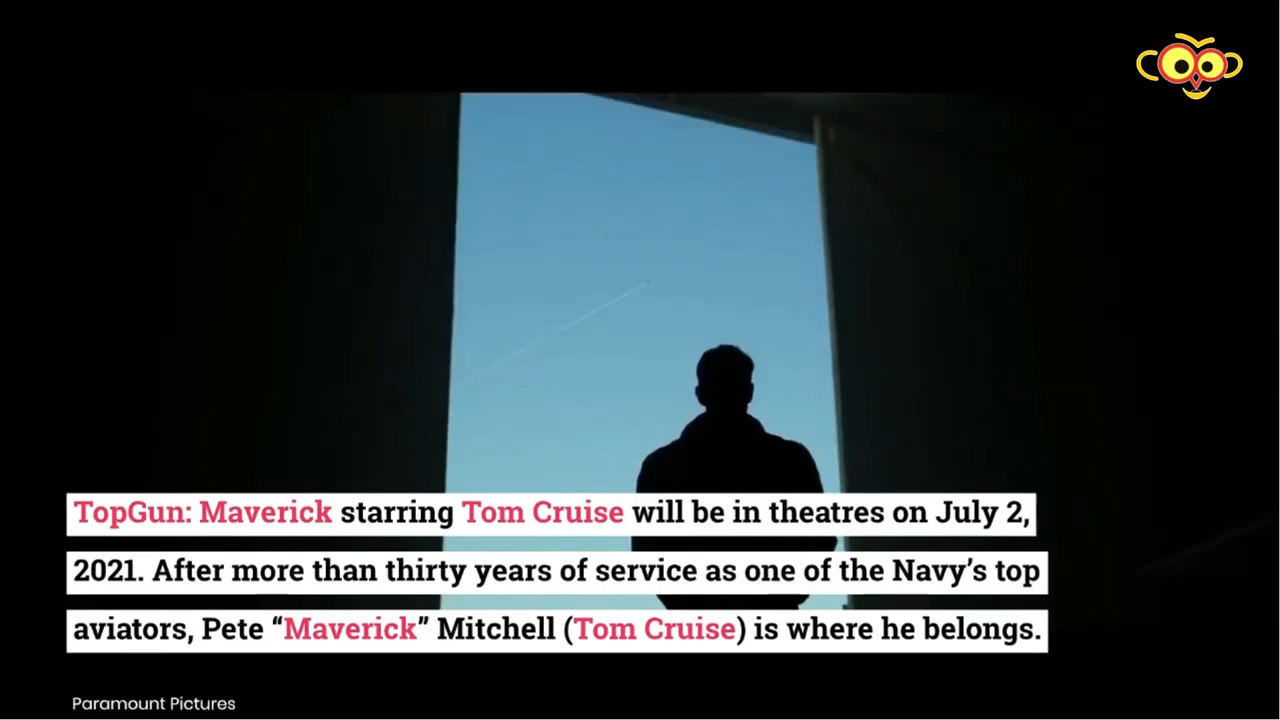 TopGun: Maverick starring Tom Cruise will be in theatres on July 2,
2021. After more than thirty years of service as one of the Navy’s top
aviators, Pete “Maverick” Mitchell (Tom Cruise) is where he belongs.
Paramount Pictures